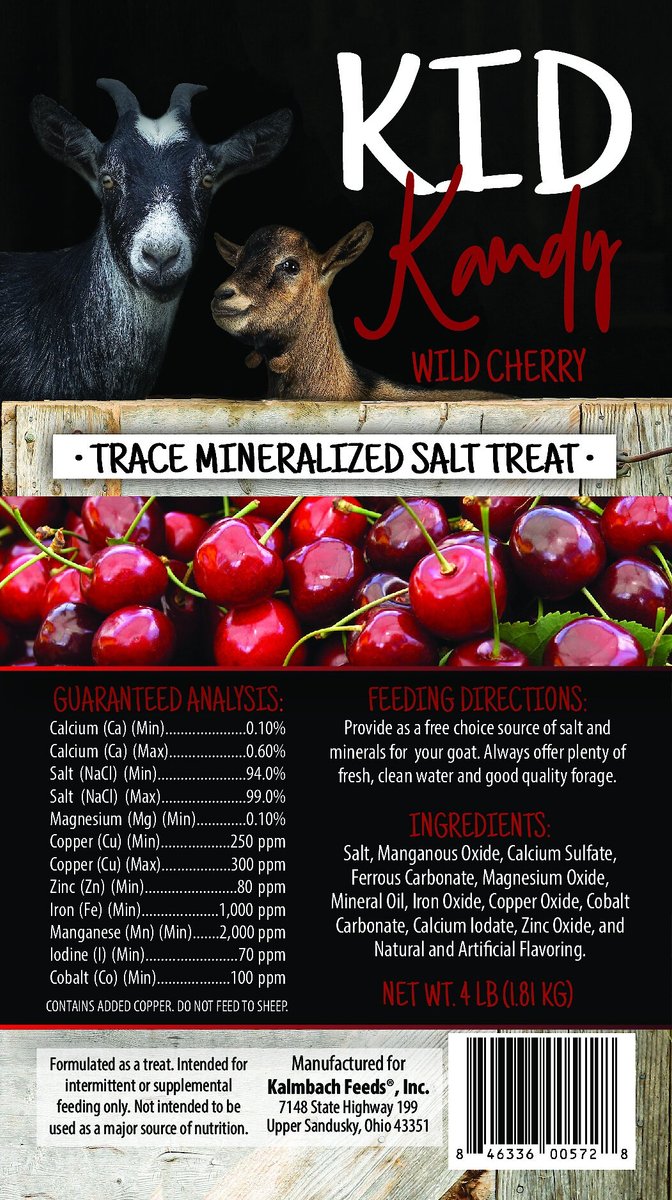 KID
Kandy
WILD CHERRY
· TRACE MINERALIZED SALT TREAT ·
GUARANTEED ANALYSIS:
Calcium (Ca) (Min).....................0.10%
Calcium (Ca) (Max)....................0.60%
Salt (NaCl) (Min).......................94.0%
Salt (NaCl) (Max)......................99.0%
Magnesium (Mg) (Min)............0.10%
Copper (Cu) (Min)..................250 ppm
Copper (Cu) (Max)..................300 ppm
Zinc (Zn) (Min)........................80 ppm
Iron (Fe) (Min)....................1,000 ppm
Manganese (Mn) (Min).......2,000 ppm
Iodine (I) (Min)........................70 ppm
Cobalt (Co) (Min)....................100 ppm
CONTAINS ADDED COPPER. DO NOT FEED TO SHEEP.
FEEDING DIRECTIONS:
Provide as a free choice source of salt and
minerals for your goat. Always offer plenty of
fresh, clean water and good quality forage.
INGREDIENTS:
Salt, Manganous Oxide, Calcium Sulfate,
Ferrous Carbonate, Magnesium Oxide,
Mineral Oil, Iron Oxide, Copper Oxide, Cobalt
Carbonate, Calcium Iodate, Zinc Oxide, and
Natural and Artificial Flavoring.
NET WT. 4 LB (1.81 KG)
Formulated as a treat. Intended for
intermittent or supplemental
feeding only. Not intended to be
used as a major source of nutrition.
Manufactured for
Kalmbach Feeds®, Inc.
7148 State Highway 199
Upper Sandusky, Ohio 43351
8 46336 00572 8